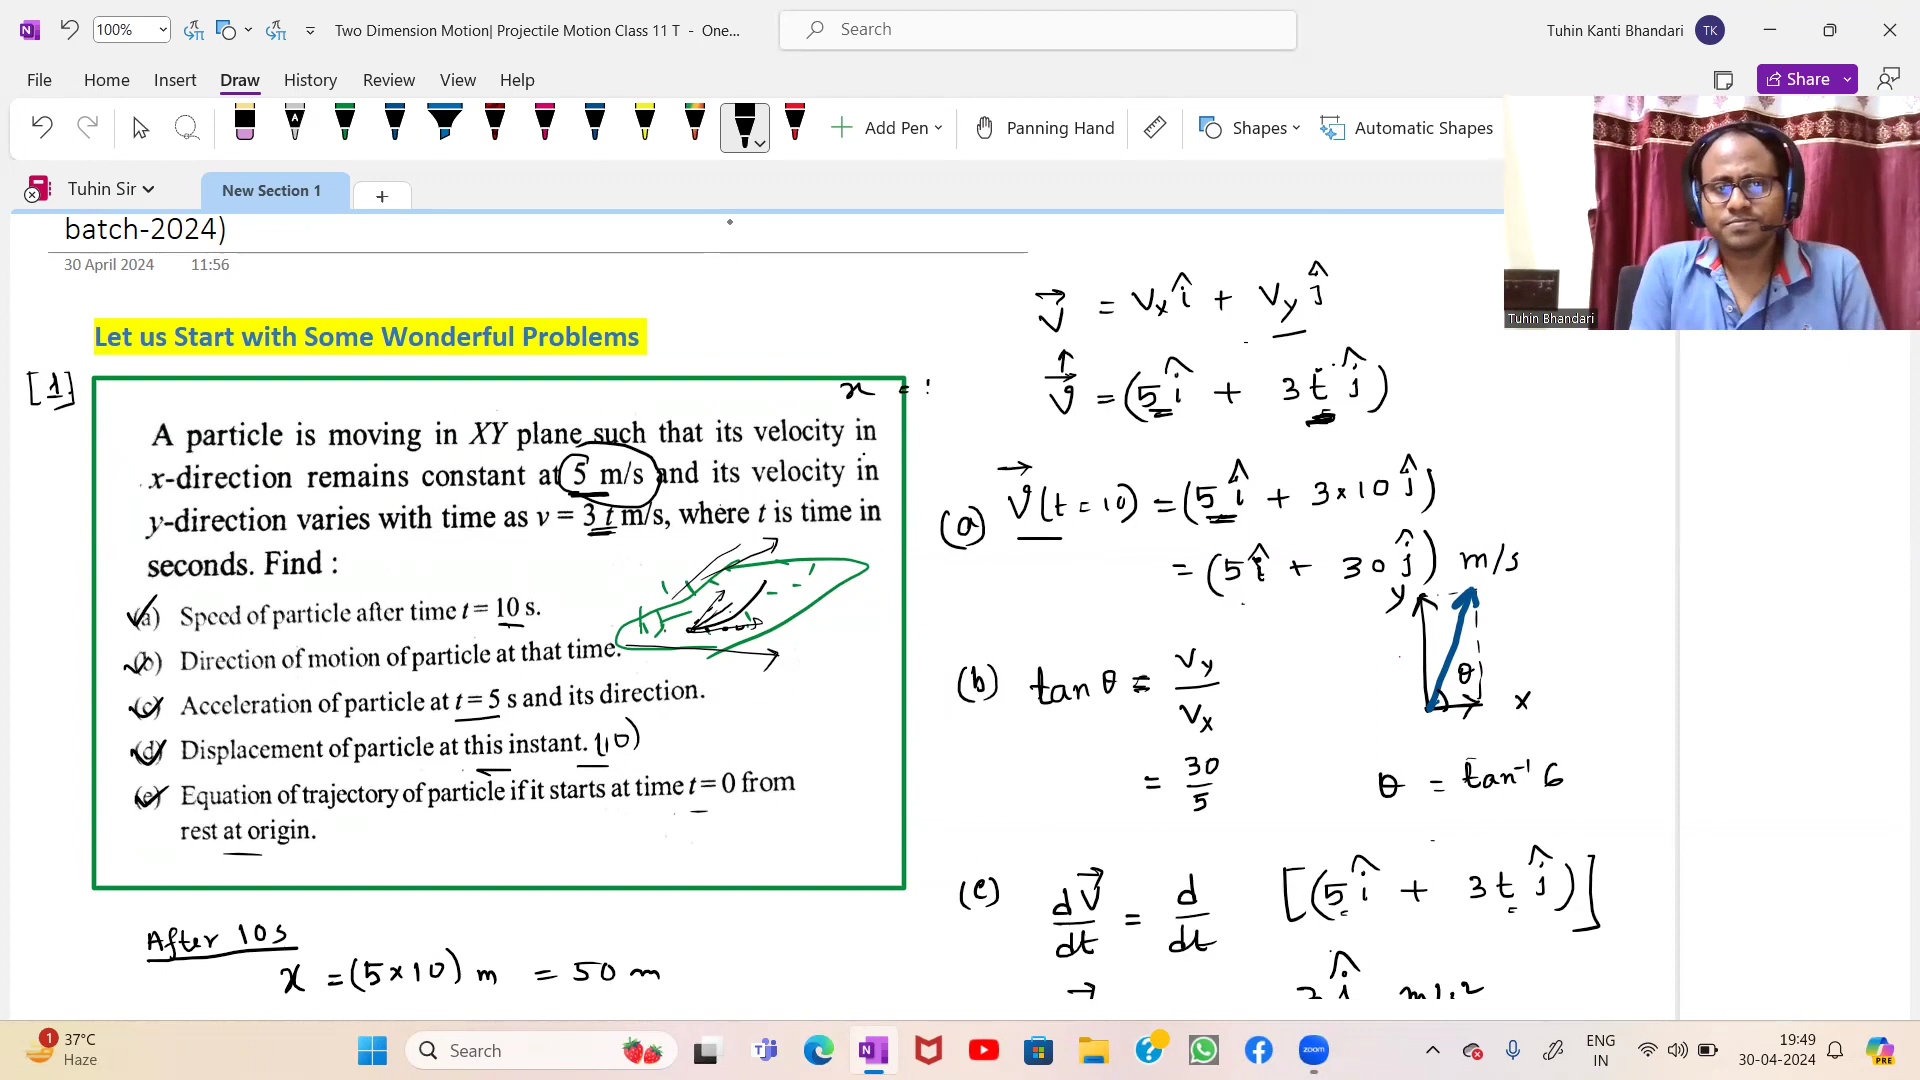 100%
Two Dimension Motion| Projectile Motion Class 11 T - One...
Search
Tuhin Kanti Bhandari
TK
File
Home
Insert
Draw
History
Review
View
Help
Share
A
Add Pen
Panning Hand
Shapes
Automatic Shapes
Tuhin Sir
New Section 1
+
Tuhin Bhandari
batch-2024)
30 April 2024 11:56
Let us Start with Some Wonderful Problems
[1]
x = ?
A particle is moving in XY plane such that its velocity in
x-direction remains constant at 5 m/s and its velocity in
y-direction varies with time as v = 3 t m/s, where t is time in
seconds. Find :
(a) Speed of particle after time t = 10 s.
(b) Direction of motion of particle at that time.
(c) Acceleration of particle at t = 5 s and its direction.
(d) Displacement of particle at this instant. (10)
(e) Equation of trajectory of particle if it starts at time t = 0 from
rest at origin.
After 10s
x = (5×10) m = 50 m
v⃗ = Vₓ î + Vy ĵ
v⃗ = (5 î + 3 t ĵ)
(a) v⃗ (t = 10) = (5 î + 3×10 ĵ)
= (5 î + 30 ĵ) m/s
y
θ
x
(b) tan θ = Vy / Vₓ
= 30/5
θ = tan⁻¹ 6
(c) dV⃗/dt = d/dt [(5 î + 3t ĵ)]
3 ĵ m/s²
1
37°C
Haze
Search
zoom
ENG
IN
19:49
30-04-2024
PRE